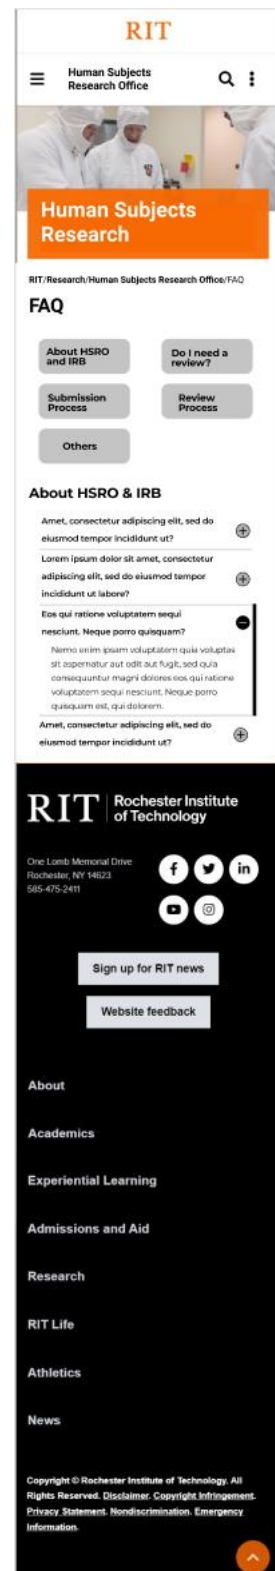 RIT
Human Subjects
Research Office
Human Subjects
Research
RIT/Research/Human Subjects Research Office/FAQ
FAQ
About HSRO
and IRB
Do I need a
review?
Submission
Process
Review
Process
Others
About HSRO & IRB
Amet, consectetur adipiscing elit, sed do
eiusmod tempor incididunt ut?
Lorem ipsum dolor sit amet, consectetur
adipiscing elit, sed do eiusmod tempor
incididunt ut labore?
Eos qui ratione voluptatem sequi
nesciunt. Neque porro quisquam?
Nemo enim ipsam voluptatem quia voluptas
sit aspernatur aut odit aut fugit, sed quia
consequuntur magni dolores eos qui ratione
voluptatem sequi nesciunt. Neque porro
quisquam est, qui dolorem.
Amet, consectetur adipiscing elit, sed do
eiusmod tempor incididunt ut?
RIT
Rochester Institute
of Technology
One Lomb Memorial Drive
Rochester, NY 14623
585-475-2411
Sign up for RIT news
Website feedback
About
Academics
Experiential Learning
Admissions and Aid
Research
RIT Life
Athletics
News
Copyright © Rochester Institute of Technology. All
Rights Reserved. Disclaimer. Copyright Infringement.
Privacy Statement. Nondiscrimination. Emergency
Information.